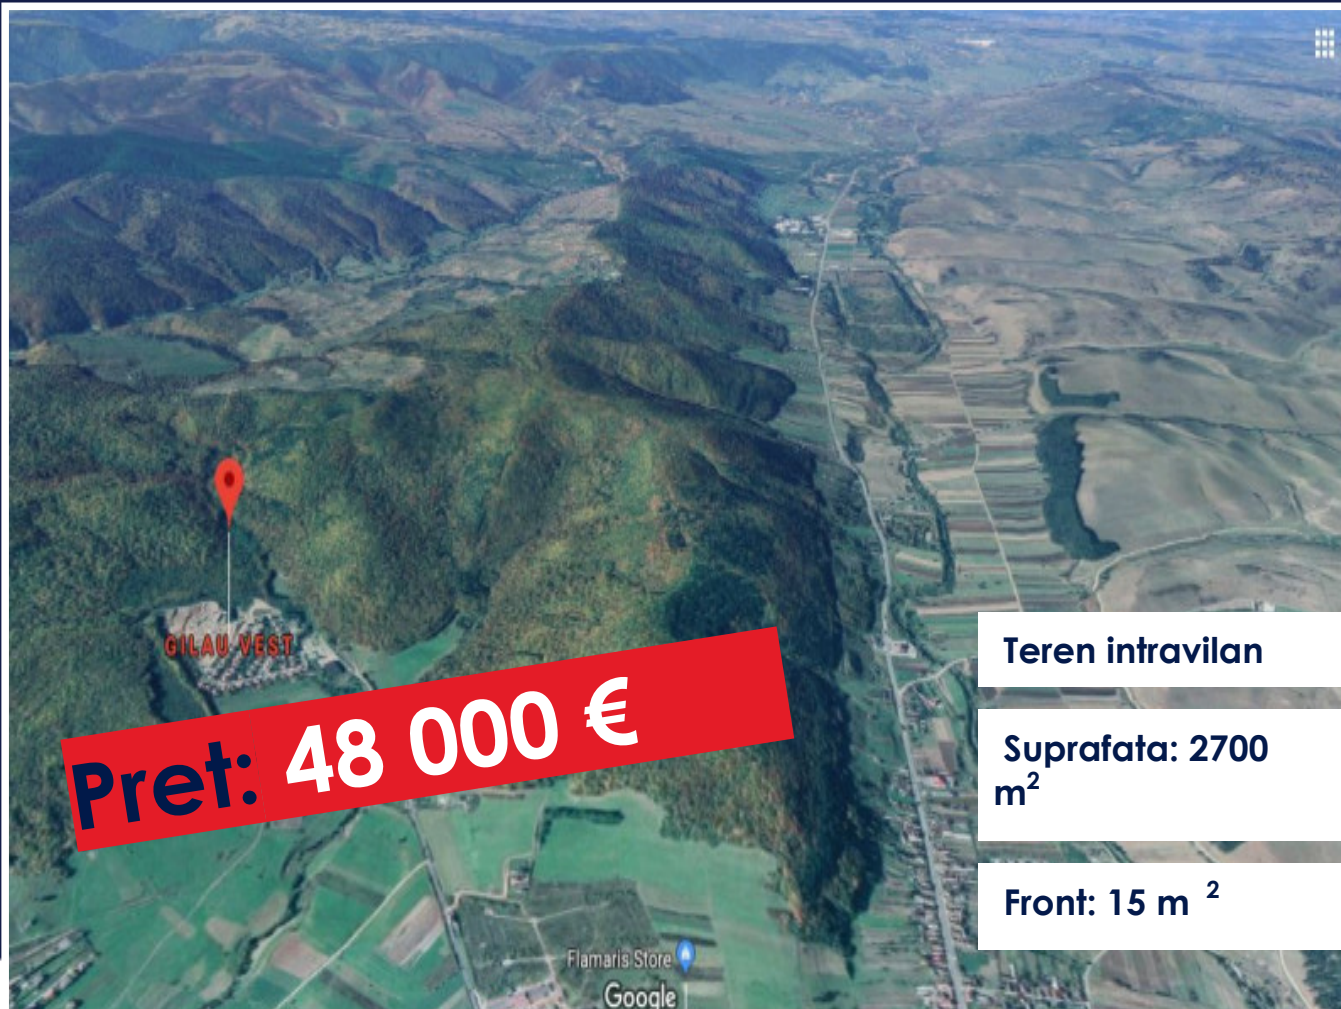 GILAU VEST
Pret: 48 000 €
Teren intravilan
Suprafata: 2700
m²
Front: 15 m ²
Flamaris Store
Google